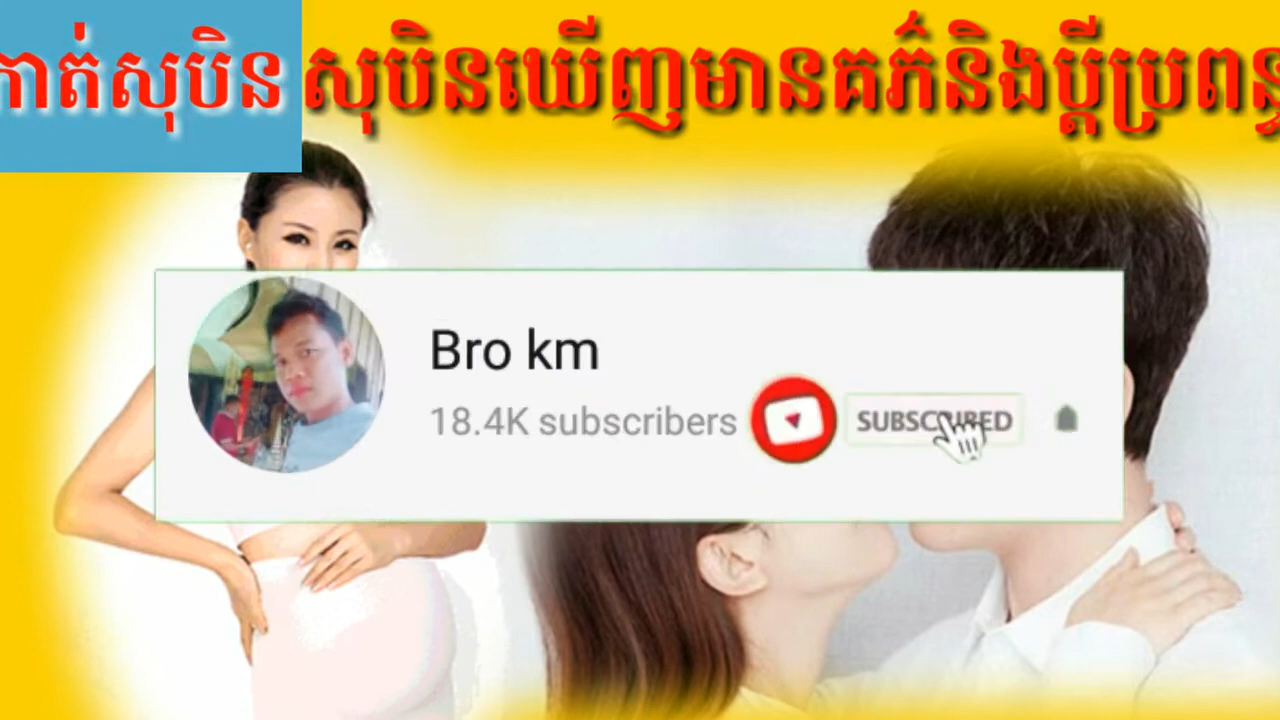 កាត់សុបិន សុបិនឃើញមានគភ៌និងប្ដីប្រពន្ធ
Bro km
18.4K subscribers
SUBSCRIBED